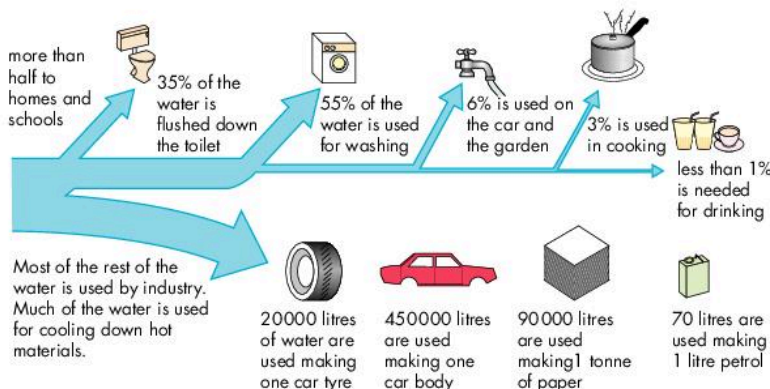 more than
half to
homes and
schools
35% of the
water is
flushed down
the toilet
55% of the
water is used
for washing
6% is used on
the car and
the garden
3% is used
in cooking
less than 1%
is needed
for drinking
Most of the rest of the
water is used by industry.
Much of the water is used
for cooling down hot
materials.
20000 litres
of water are
used making
one car tyre
450000 litres
are used
making one
car body
90000 litres
are used
making1 tonne
of paper
70 litres are
used making
1 litre petrol